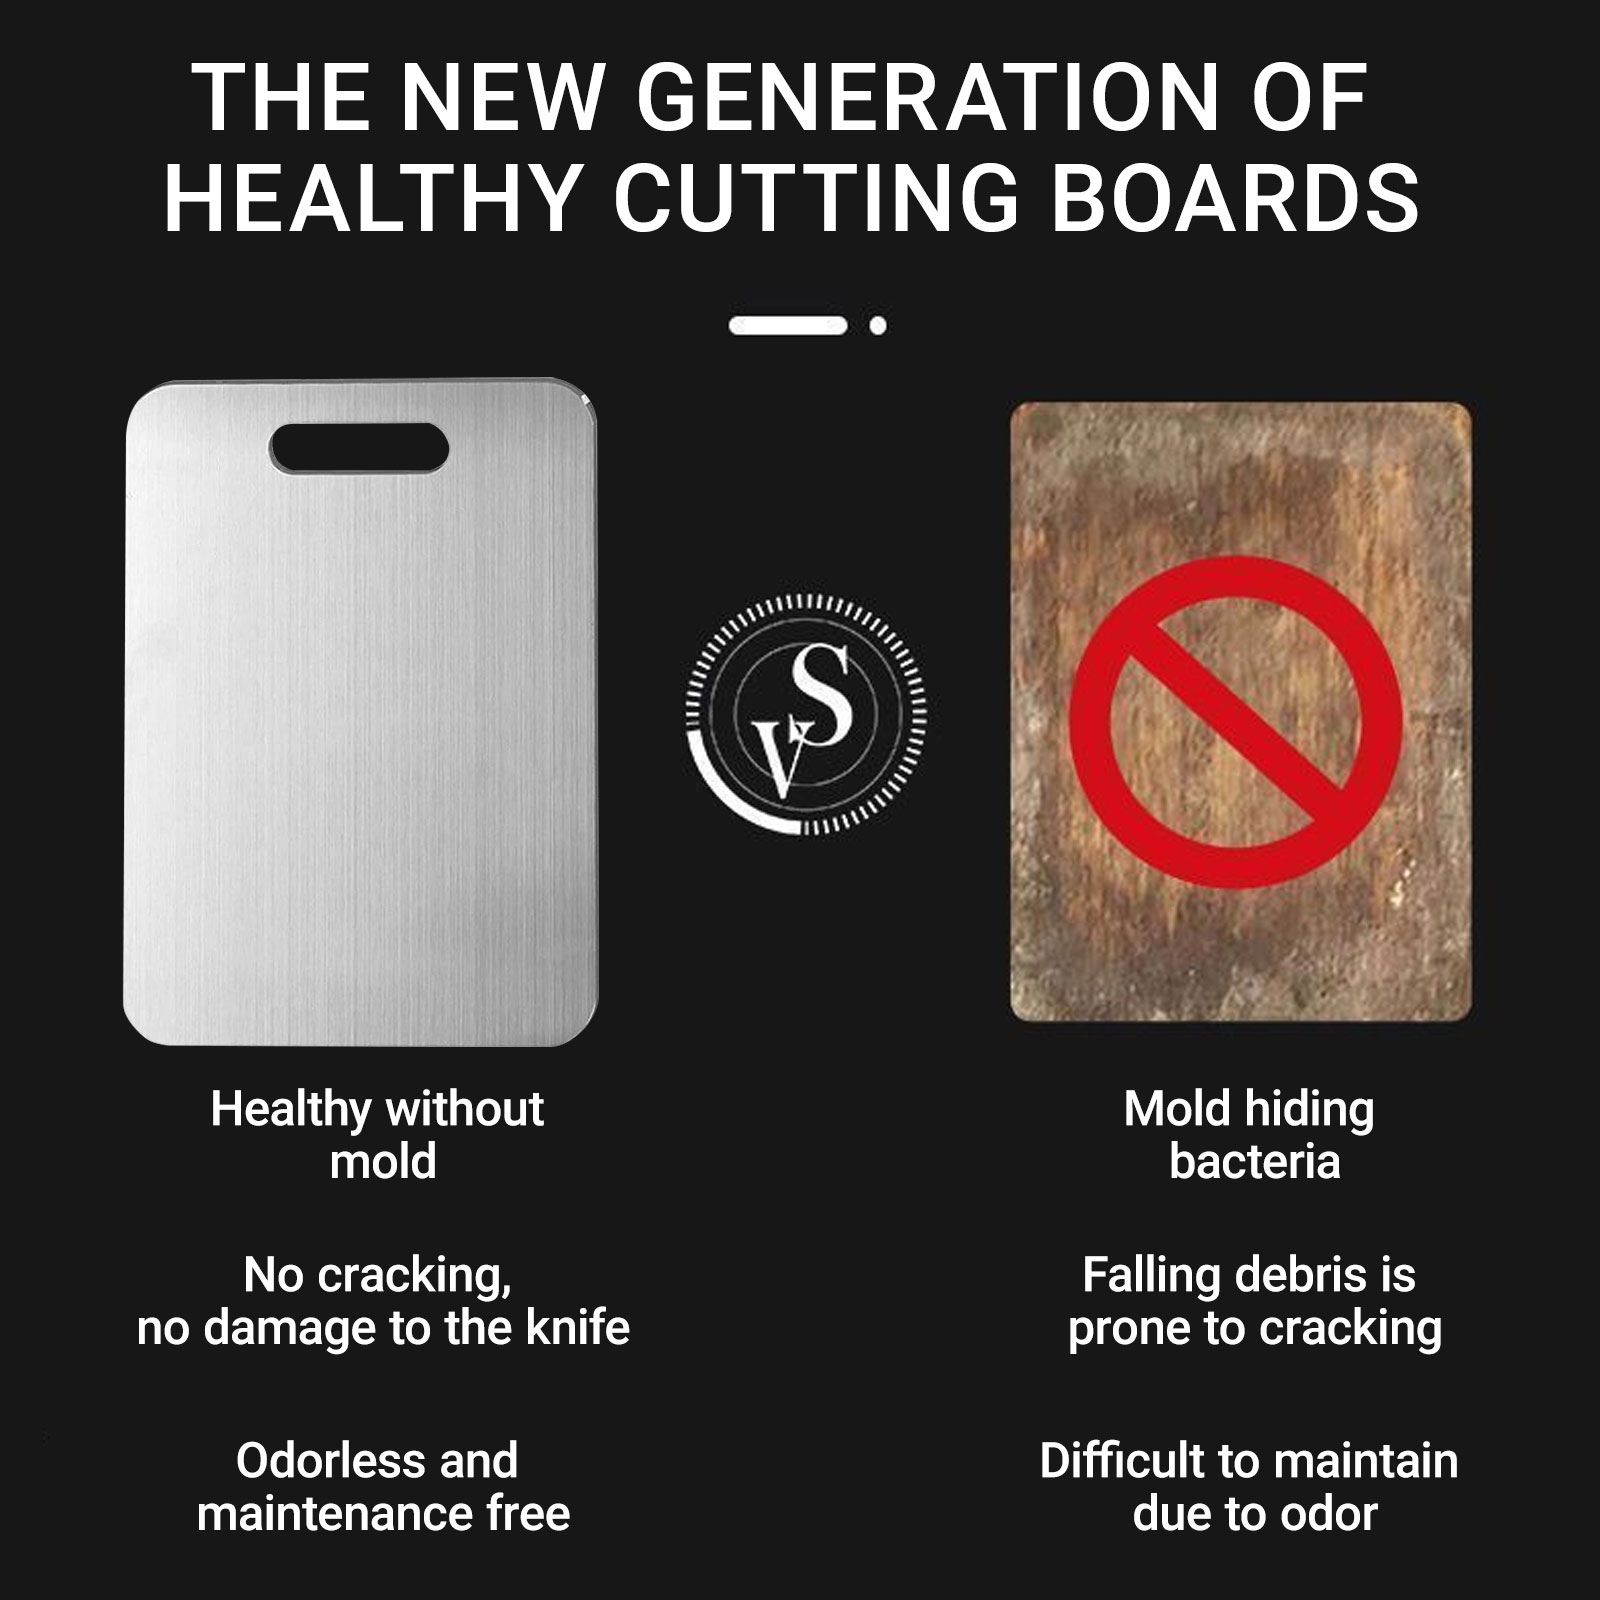 THE NEW GENERATION OF
HEALTHY CUTTING BOARDS
VS
Healthy without
mold
No cracking,
no damage to the knife
Odorless and
maintenance free
Mold hiding
bacteria
Falling debris is
prone to cracking
Difficult to maintain
due to odor